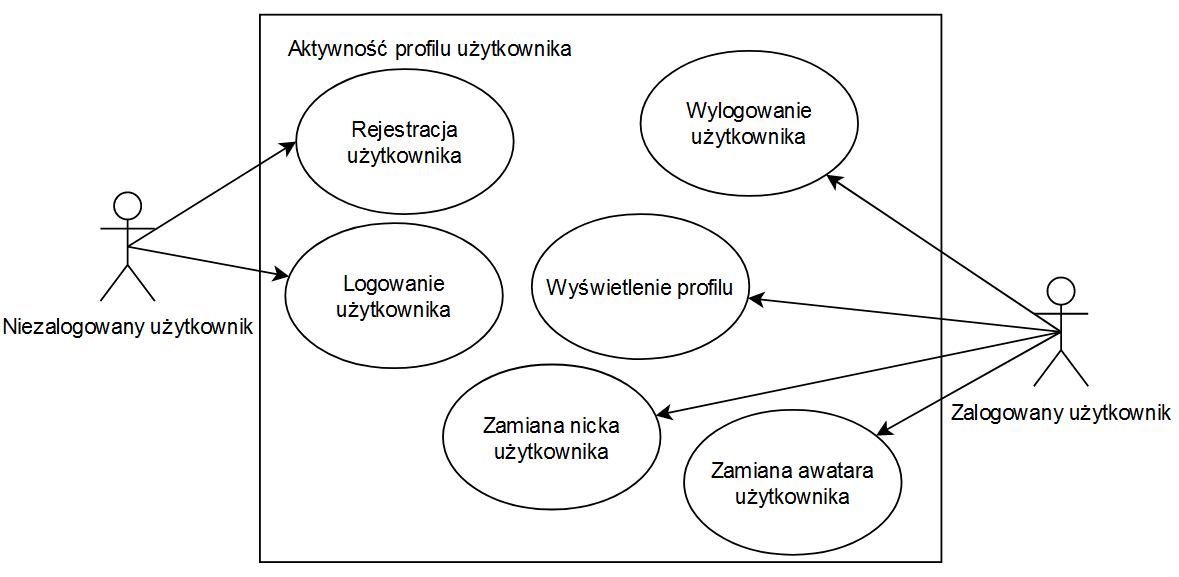 Aktywność profilu użytkownika
Rejestracja
użytkownika
Wylogowanie
użytkownika
Logowanie
użytkownika
Wyświetlenie profilu
Niezalogowany użytkownik
Zalogowany użytkownik
Zamiana nicka
użytkownika
Zamiana awatara
użytkownika